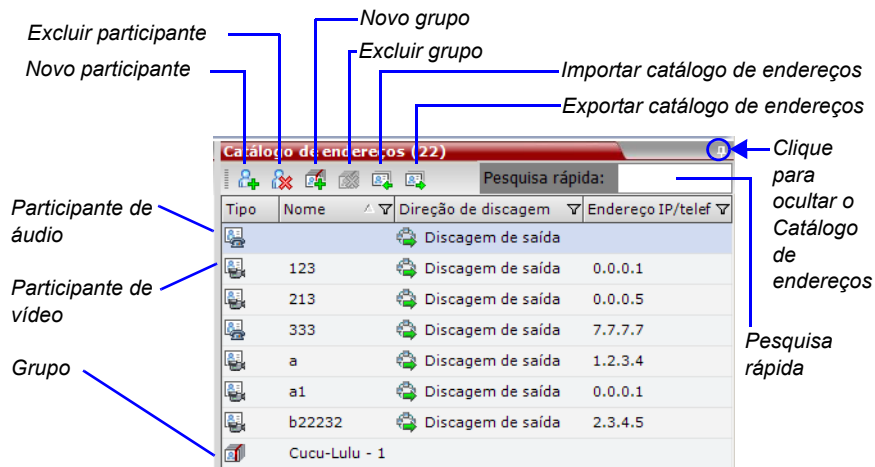 Novo grupo
Excluir participante
Excluir grupo
Novo participante
Importar catálogo de endereços
Exportar catálogo de endereços
Catálogo de endereços (22)
Clique
para
ocultar o
Catálogo
de
endereços
Pesquisa rápida:
Tipo Nome Direção de discagem Endereço IP/telef
Participante de
áudio
Discagem de saída
123 Discagem de saída 0.0.0.1
Participante de
vídeo
213 Discagem de saída 0.0.0.5
333 Discagem de saída 7.7.7.7
Pesquisa
rápida
a Discagem de saída 1.2.3.4
Grupo
a1 Discagem de saída 0.0.0.1
b22232 Discagem de saída 2.3.4.5
Cucu-Lulu - 1